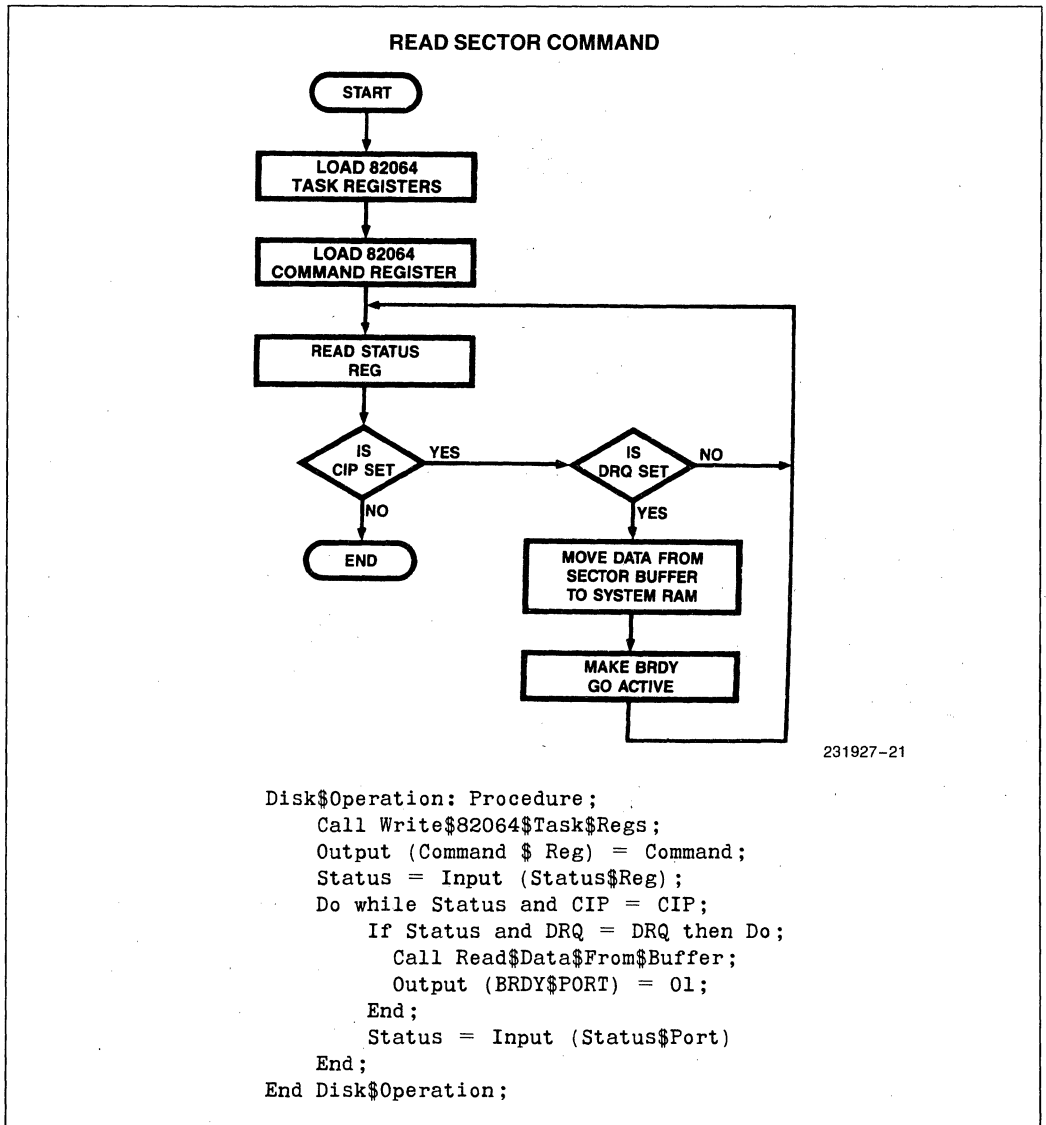 READ SECTOR COMMAND
START
LOAD 82064
TASK REGISTERS
LOAD 82064
COMMAND REGISTER
READ STATUS
REG
IS
CIP SET
YES
NO
END
IS
DRQ SET
NO
YES
MOVE DATA FROM
SECTOR BUFFER
TO SYSTEM RAM
MAKE BRDY
GO ACTIVE
231927-21
Disk$Operation: Procedure;
Call Write$82064$Task$Regs;
Output (Command $ Reg) = Command;
Status = Input (Status$Reg);
Do while Status and CIP = CIP;
If Status and DRQ = DRQ then Do;
Call Read$Data$From$Buffer;
Output (BRDY$PORT) = 01;
End;
Status = Input (Status$Port)
End;
End Disk$Operation;